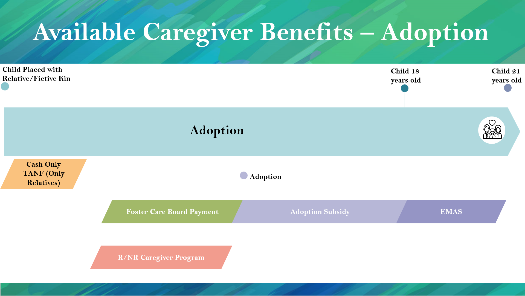 Available Caregiver Benefits – Adoption
Child Placed with
Relative/Fictive Kin
Child 18
years old
Child 21
years old
Adoption
Cash Only
TANF (Only
Relatives)
Adoption
Foster Care Board Payment
Adoption Subsidy
EMAS
R/NR Caregiver Program